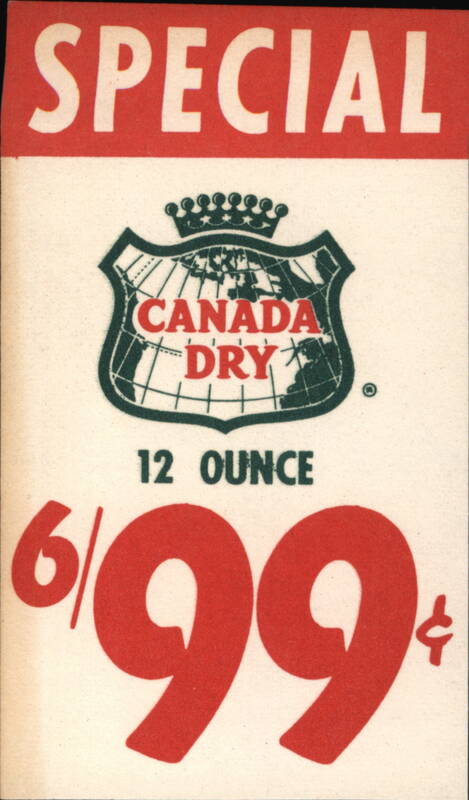 SPECIAL
CANADA
DRY
®
12 OUNCE
6/99¢